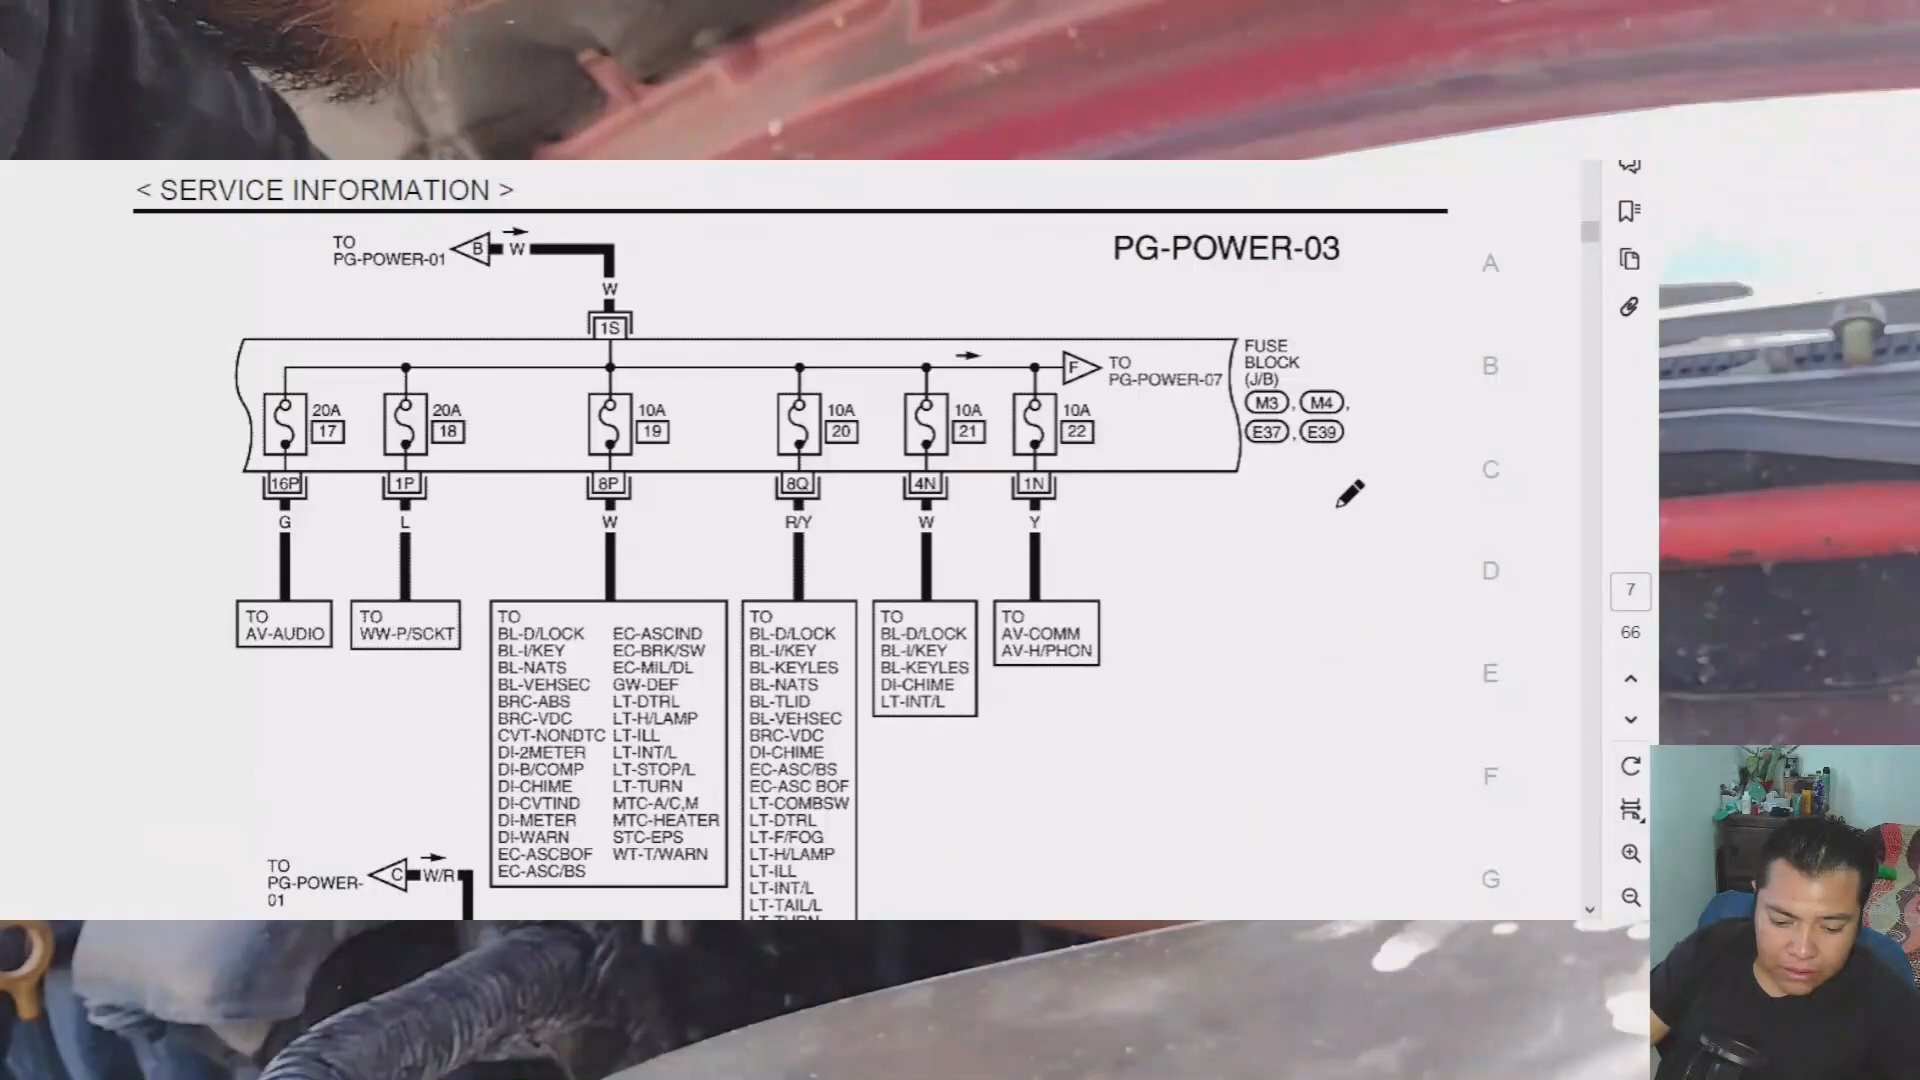 < SERVICE INFORMATION >
TO
PG-POWER-01
B
W
PG-POWER-03
W
1S
FUSE
BLOCK
(J/B)
M3 , M4 ,
E37 , E39
F
TO
PG-POWER-07
20A
17
20A
18
10A
19
10A
20
10A
21
10A
22
16P
1P
8P
8Q
4N
1N
G
L
W
R/Y
W
Y
TO
AV-AUDIO
TO
WW-P/SCKT
TO
BL-D/LOCK
BL-I/KEY
BL-NATS
BL-VEHSEC
BRC-ABS
BRC-VDC
CVT-NONDTC
DI-2METER
DI-B/COMP
DI-CHIME
DI-CVTIND
DI-METER
DI-WARN
EC-ASCBOF
EC-ASC/BS
EC-ASCIND
EC-BRK/SW
EC-MIL/DL
GW-DEF
LT-DTRL
LT-H/LAMP
LT-ILL
LT-INT/L
LT-STOP/L
LT-TURN
MTC-A/C,M
MTC-HEATER
STC-EPS
WT-T/WARN
TO
BL-D/LOCK
BL-I/KEY
BL-KEYLES
BL-NATS
BL-TLID
BL-VEHSEC
BRC-VDC
DI-CHIME
EC-ASC/BS
EC-ASC BOF
LT-COMBSW
LT-DTRL
LT-F/FOG
LT-H/LAMP
LT-ILL
LT-INT/L
LT-TAIL/L
LT-TURN
TO
BL-D/LOCK
BL-I/KEY
BL-KEYLES
DI-CHIME
LT-INT/L
TO
AV-COMM
AV-H/PHON
TO
PG-POWER-
01
C
W/R
A
B
C
D
E
F
G
7
66